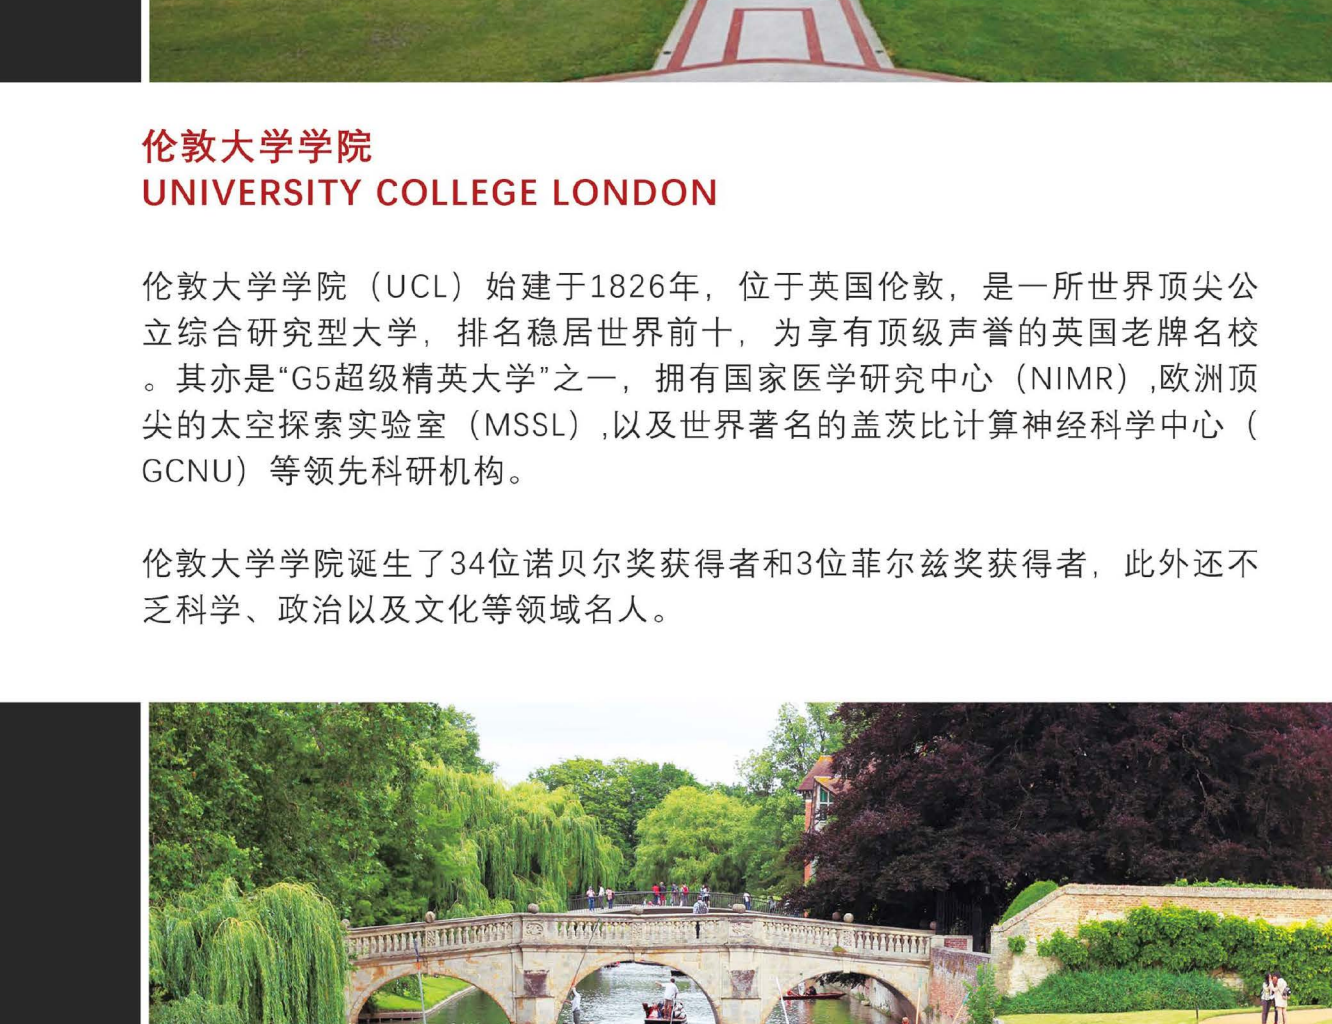 伦敦大学学院
UNIVERSITY COLLEGE LONDON
伦敦大学学院（UCL）始建于1826年，位于英国伦敦，是一所世界顶尖公
立综合研究型大学，排名稳居世界前十，为享有顶级声誉的英国老牌名校
。其亦是“G5超级精英大学”之一，拥有国家医学研究中心（NIMR）,欧洲顶
尖的太空探索实验室（MSSL）,以及世界著名的盖茨比计算神经科学中心（
GCNU）等领先科研机构。
伦敦大学学院诞生了34位诺贝尔奖获得者和3位菲尔兹奖获得者，此外还不
乏科学、政治以及文化等领域名人。